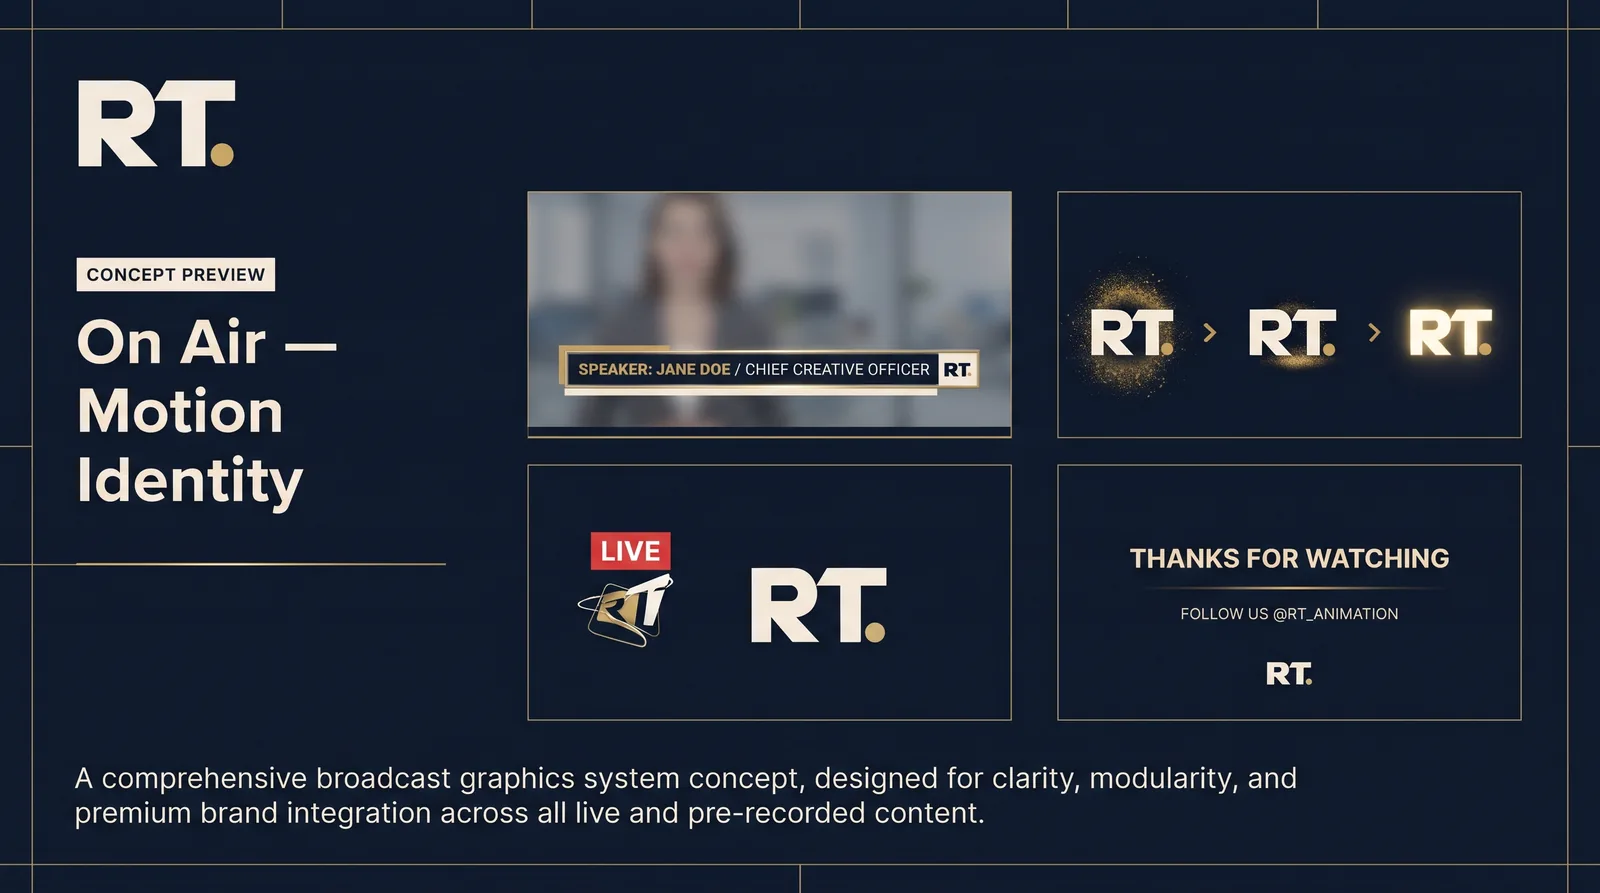 RT.
CONCEPT PREVIEW
On Air —
Motion
Identity
SPEAKER: JANE DOE / CHIEF CREATIVE OFFICER RT.
RT. > RT. > RT.
LIVE
RT
RT.
THANKS FOR WATCHING
FOLLOW US @RT_ANIMATION
RT.
A comprehensive broadcast graphics system concept, designed for clarity, modularity, and
premium brand integration across all live and pre-recorded content.